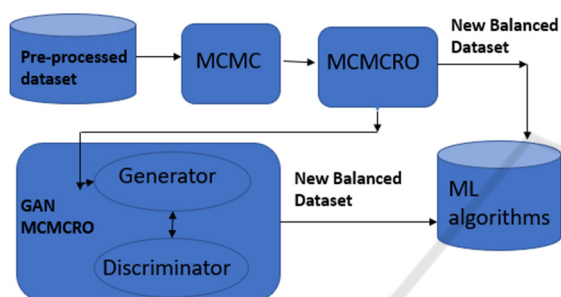 Pre-processed
dataset
MCMC
MCMCRO
New Balanced
Dataset
GAN
MCMCRO
Generator
Discriminator
New Balanced
Dataset
ML
algorithms